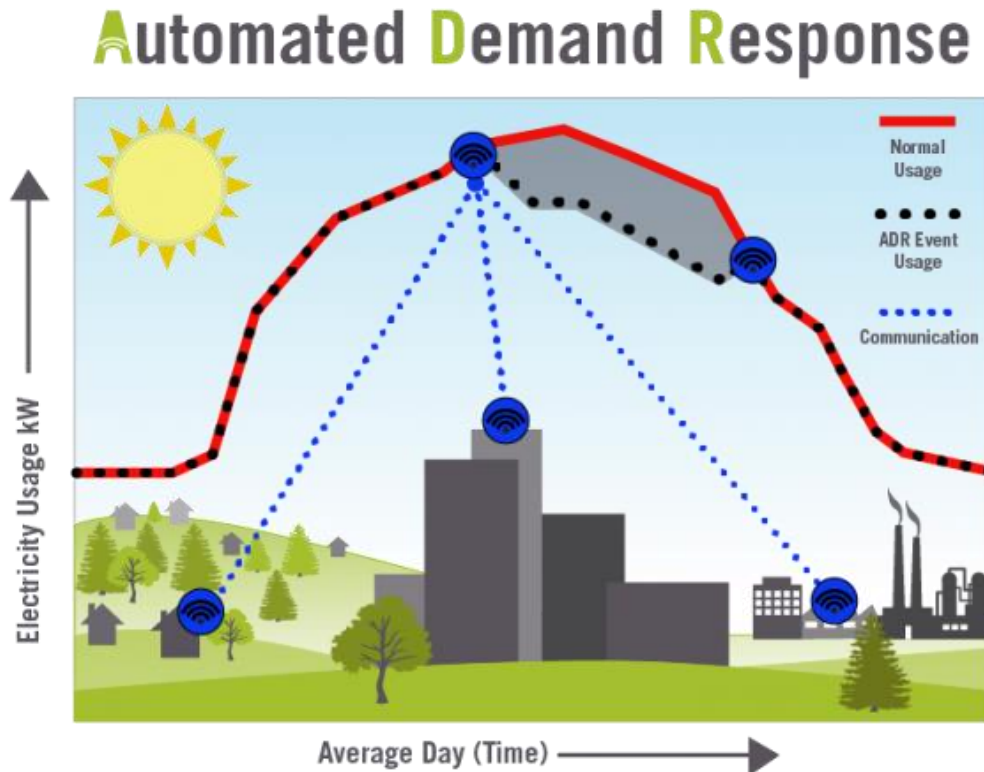 Automated Demand Response
Normal
Usage
ADR Event
Usage
Communication
Electricity Usage kW
Average Day (Time)